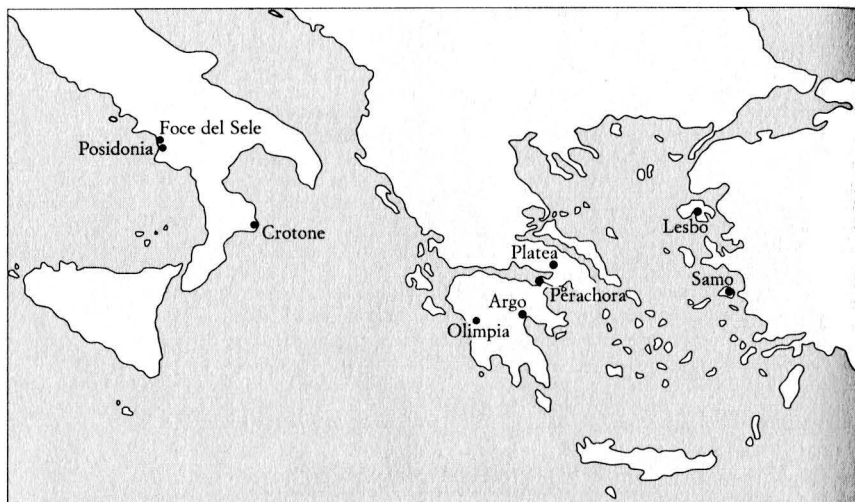 Foce del Sele
Posidonia
Crotone
Lesbo
Platea
Samo
Perachora
Argo
Olimpia